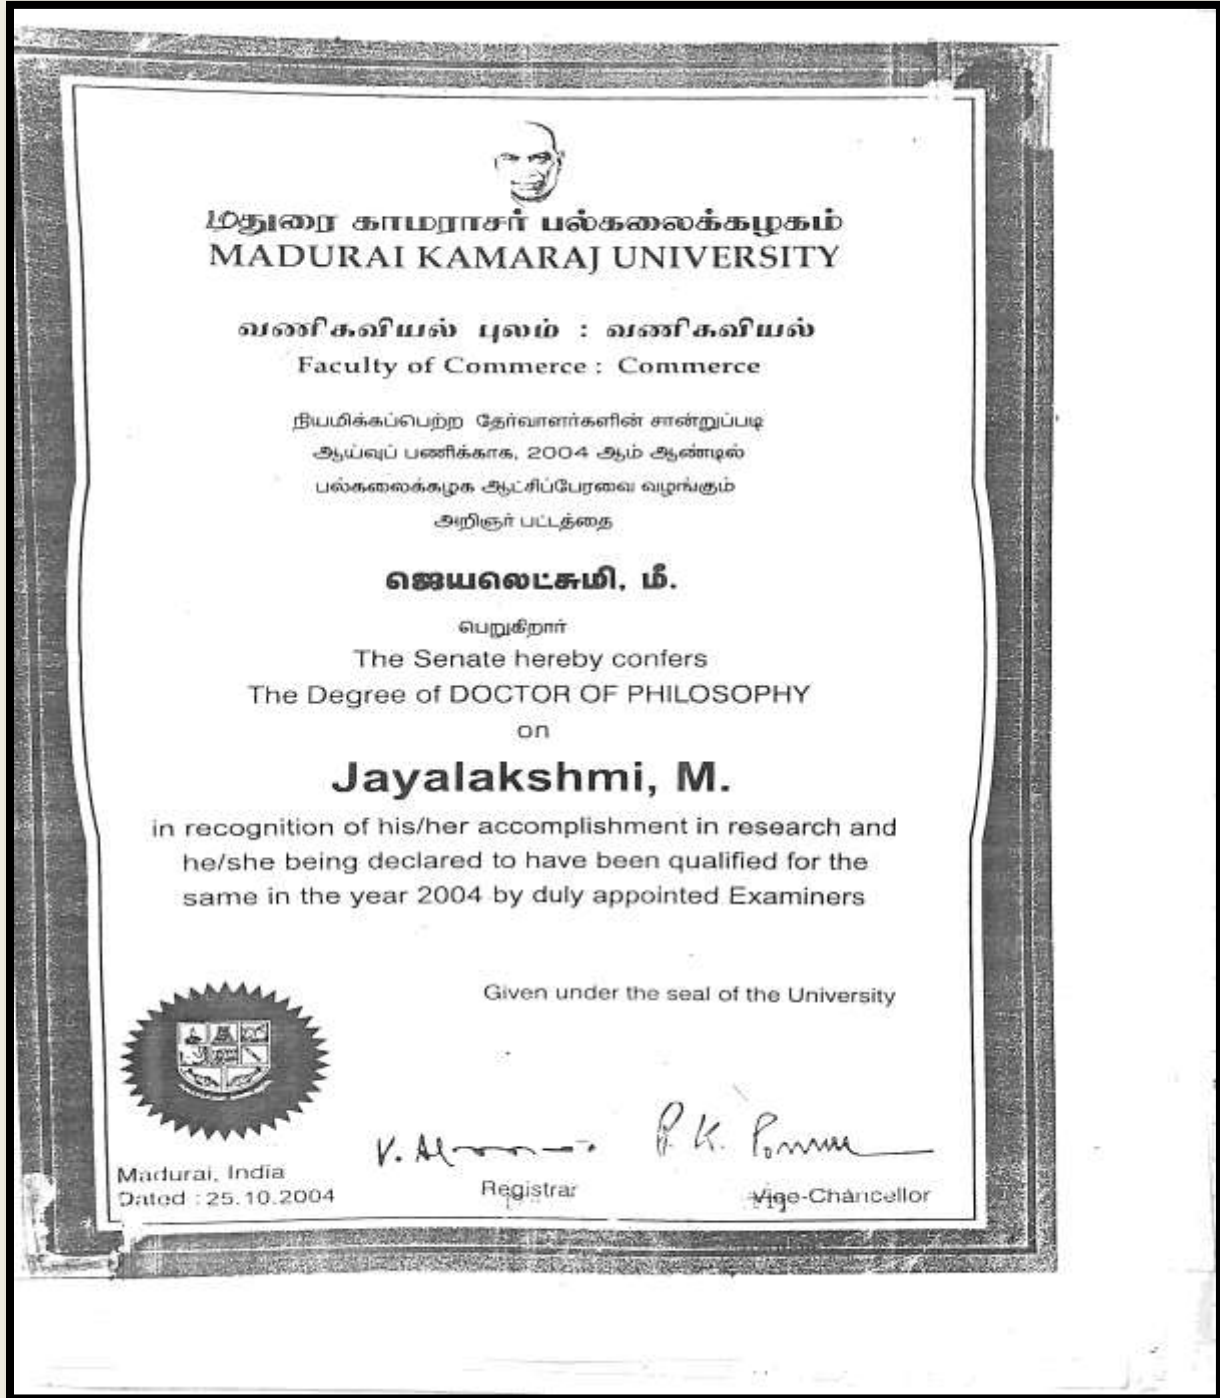 மதுரை காமராசர் பல்கலைக்கழகம்
MADURAI KAMARAJ UNIVERSITY
வணிகவியல் புலம் : வணிகவியல்
Faculty of Commerce : Commerce
நியமிக்கப்பெற்ற தேர்வாளர்களின் சான்றுப்படி
ஆய்வுப் பணிக்காக, 2004 ஆம் ஆண்டில்
பல்கலைக்கழக ஆட்சிப்பேரவை வழங்கும்
அறிஞர் பட்டத்தை
ஜெயலெட்சுமி, மீ.
பெறுகிறார்
The Senate hereby confers
The Degree of DOCTOR OF PHILOSOPHY
on
Jayalakshmi, M.
in recognition of his/her accomplishment in research and
he/she being declared to have been qualified for the
same in the year 2004 by duly appointed Examiners
Given under the seal of the University
V.
P. K.
Madurai, India
Dated : 25.10.2004
Registrar
Vice-Chancellor